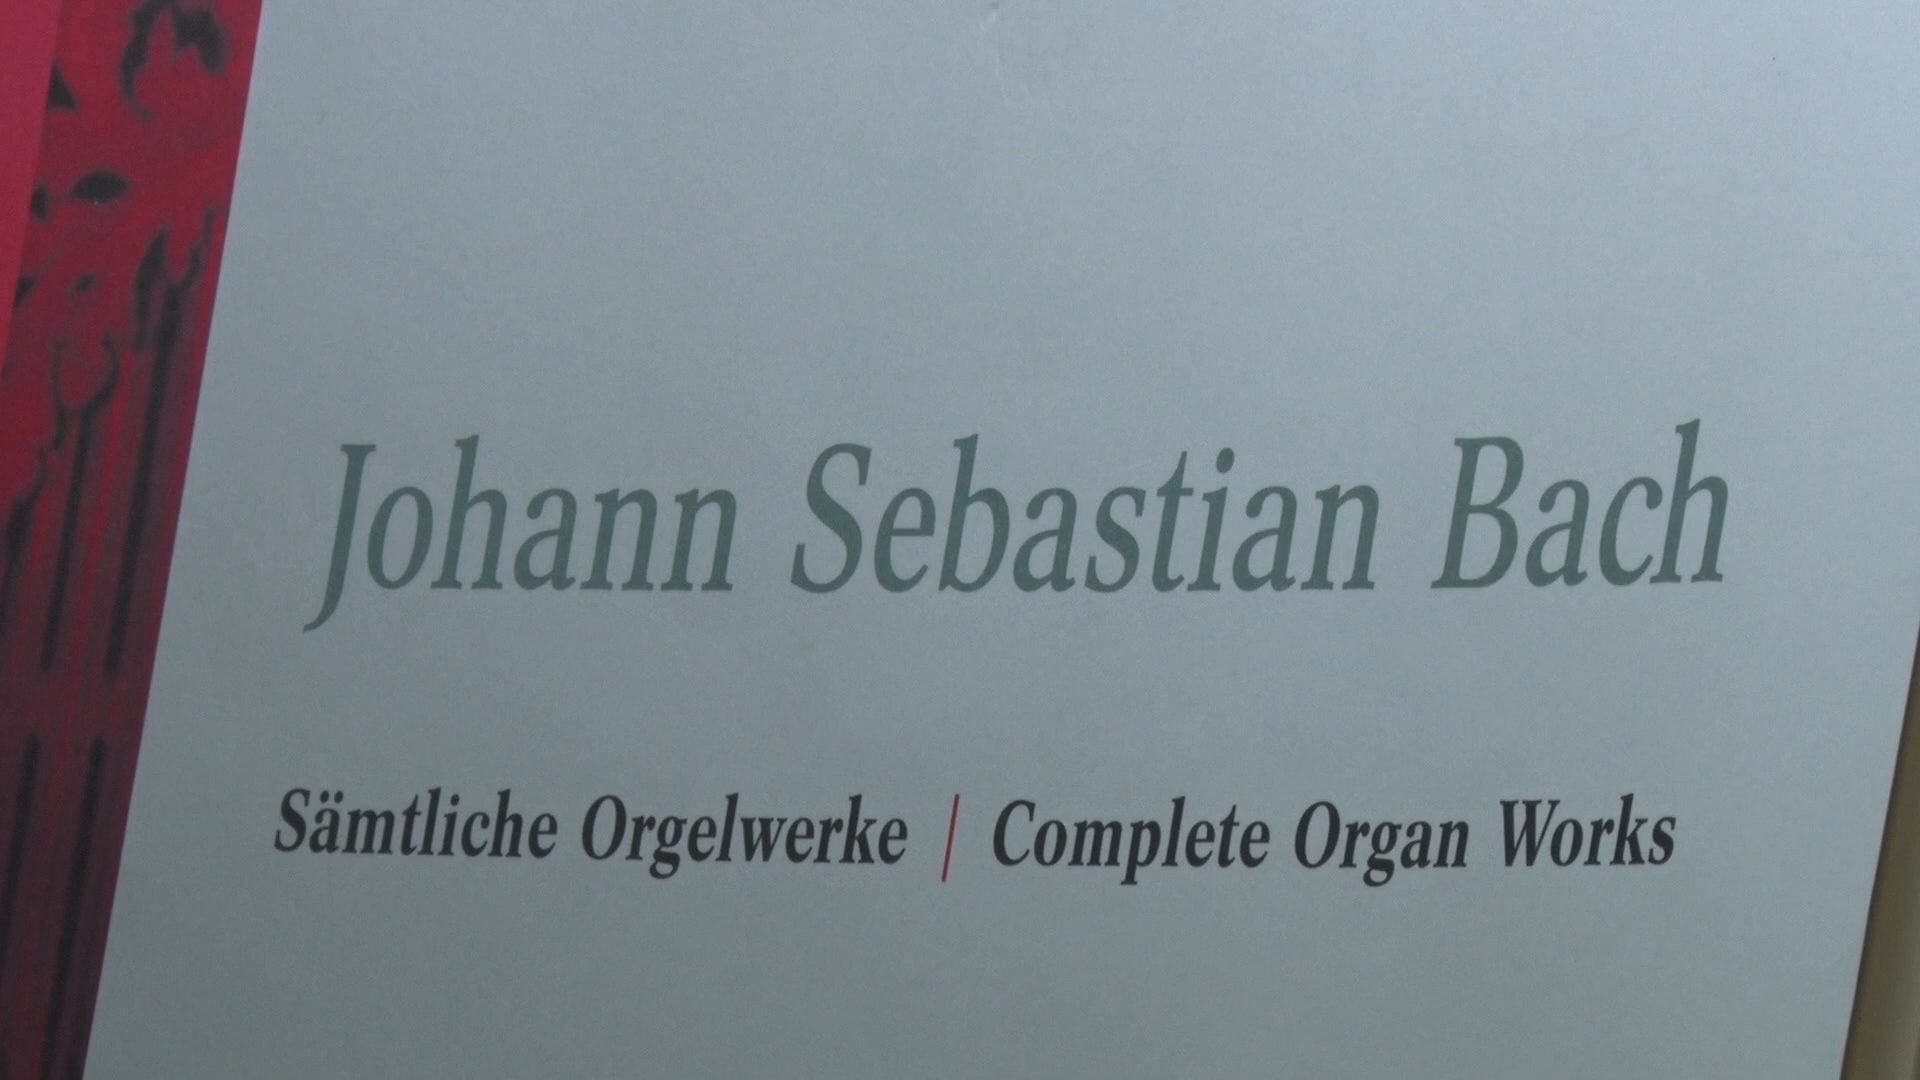 Johann Sebastian Bach
Sämtliche Orgelwerke | Complete Organ Works